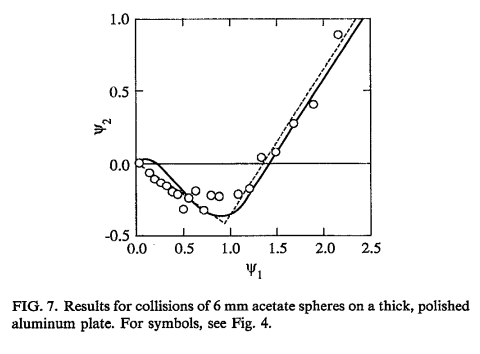 1.0
0.5
ψ2
0.0
-0.5
0.0 0.5 1.0 1.5 2.0 2.5
ψ1
FIG. 7. Results for collisions of 6 mm acetate spheres on a thick, polished
aluminum plate. For symbols, see Fig. 4.